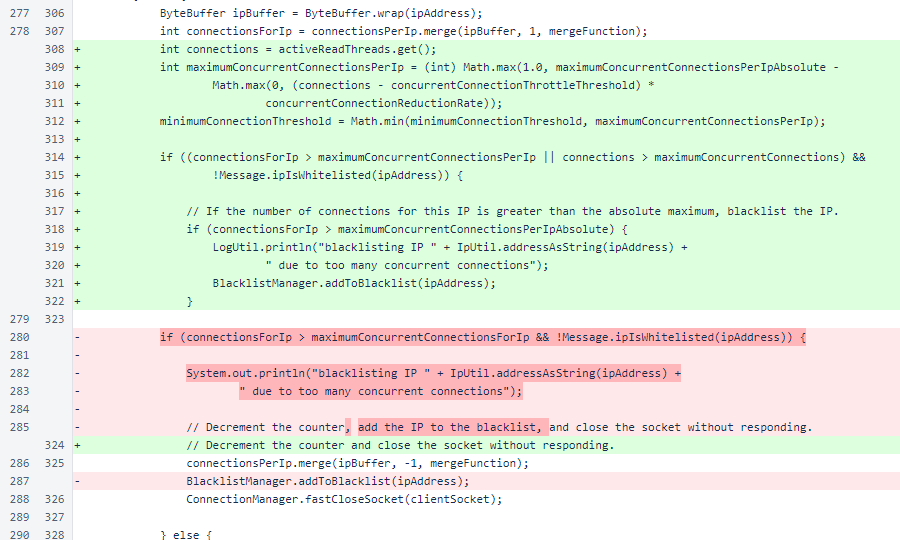 277 306 ByteBuffer ipBuffer = ByteBuffer.wrap(ipAddress);
278 307 int connectionsForIp = connectionsPerIp.merge(ipBuffer, 1, mergeFunction);
308 + int connections = activeReadThreads.get();
309 + int maximumConcurrentConnectionsPerIp = (int) Math.max(1.0, maximumConcurrentConnectionsPerIpAbsolute -
310 + Math.max(0, (connections - concurrentConnectionThrottleThreshold) *
311 + concurrentConnectionReductionRate));
312 + minimumConnectionThreshold = Math.min(minimumConnectionThreshold, maximumConcurrentConnectionsPerIp);
313 +
314 + if ((connectionsForIp > maximumConcurrentConnectionsPerIp || connections > maximumConcurrentConnections) &&
315 + !Message.ipIsWhitelisted(ipAddress)) {
316 +
317 + // If the number of connections for this IP is greater than the absolute maximum, blacklist the IP.
318 + if (connectionsForIp > maximumConcurrentConnectionsPerIpAbsolute) {
319 + LogUtil.println("blacklisting IP " + IpUtil.addressAsString(ipAddress) +
320 + " due to too many concurrent connections");
321 + BlacklistManager.addToBlacklist(ipAddress);
322 + }
279 323
280 - if (connectionsForIp > maximumConcurrentConnectionsForIp && !Message.ipIsWhitelisted(ipAddress)) {
281 -
282 - System.out.println("blacklisting IP " + IpUtil.addressAsString(ipAddress) +
283 - " due to too many concurrent connections");
284 -
285 - // Decrement the counter, add the IP to the blacklist, and close the socket without responding.
324 + // Decrement the counter and close the socket without responding.
286 325 connectionsPerIp.merge(ipBuffer, -1, mergeFunction);
287 - BlacklistManager.addToBlacklist(ipAddress);
288 326 ConnectionManager.fastCloseSocket(clientSocket);
289 327
290 328 } else {